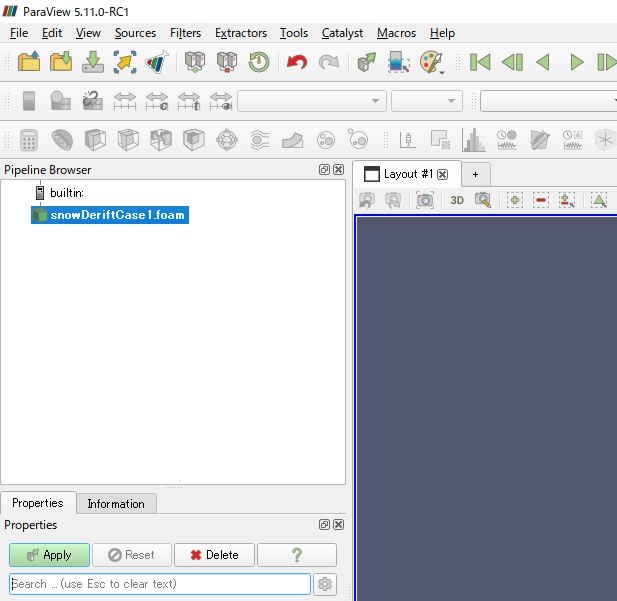 ParaView 5.11.0-RC1
File Edit View Sources Filters Extractors Tools Catalyst Macros Help
Pipeline Browser
Layout #1
+
builtin:
3D
snowDeriftCase1.foam
Properties Information
Properties
Apply Reset Delete ?
Search ... (use Esc to clear text)